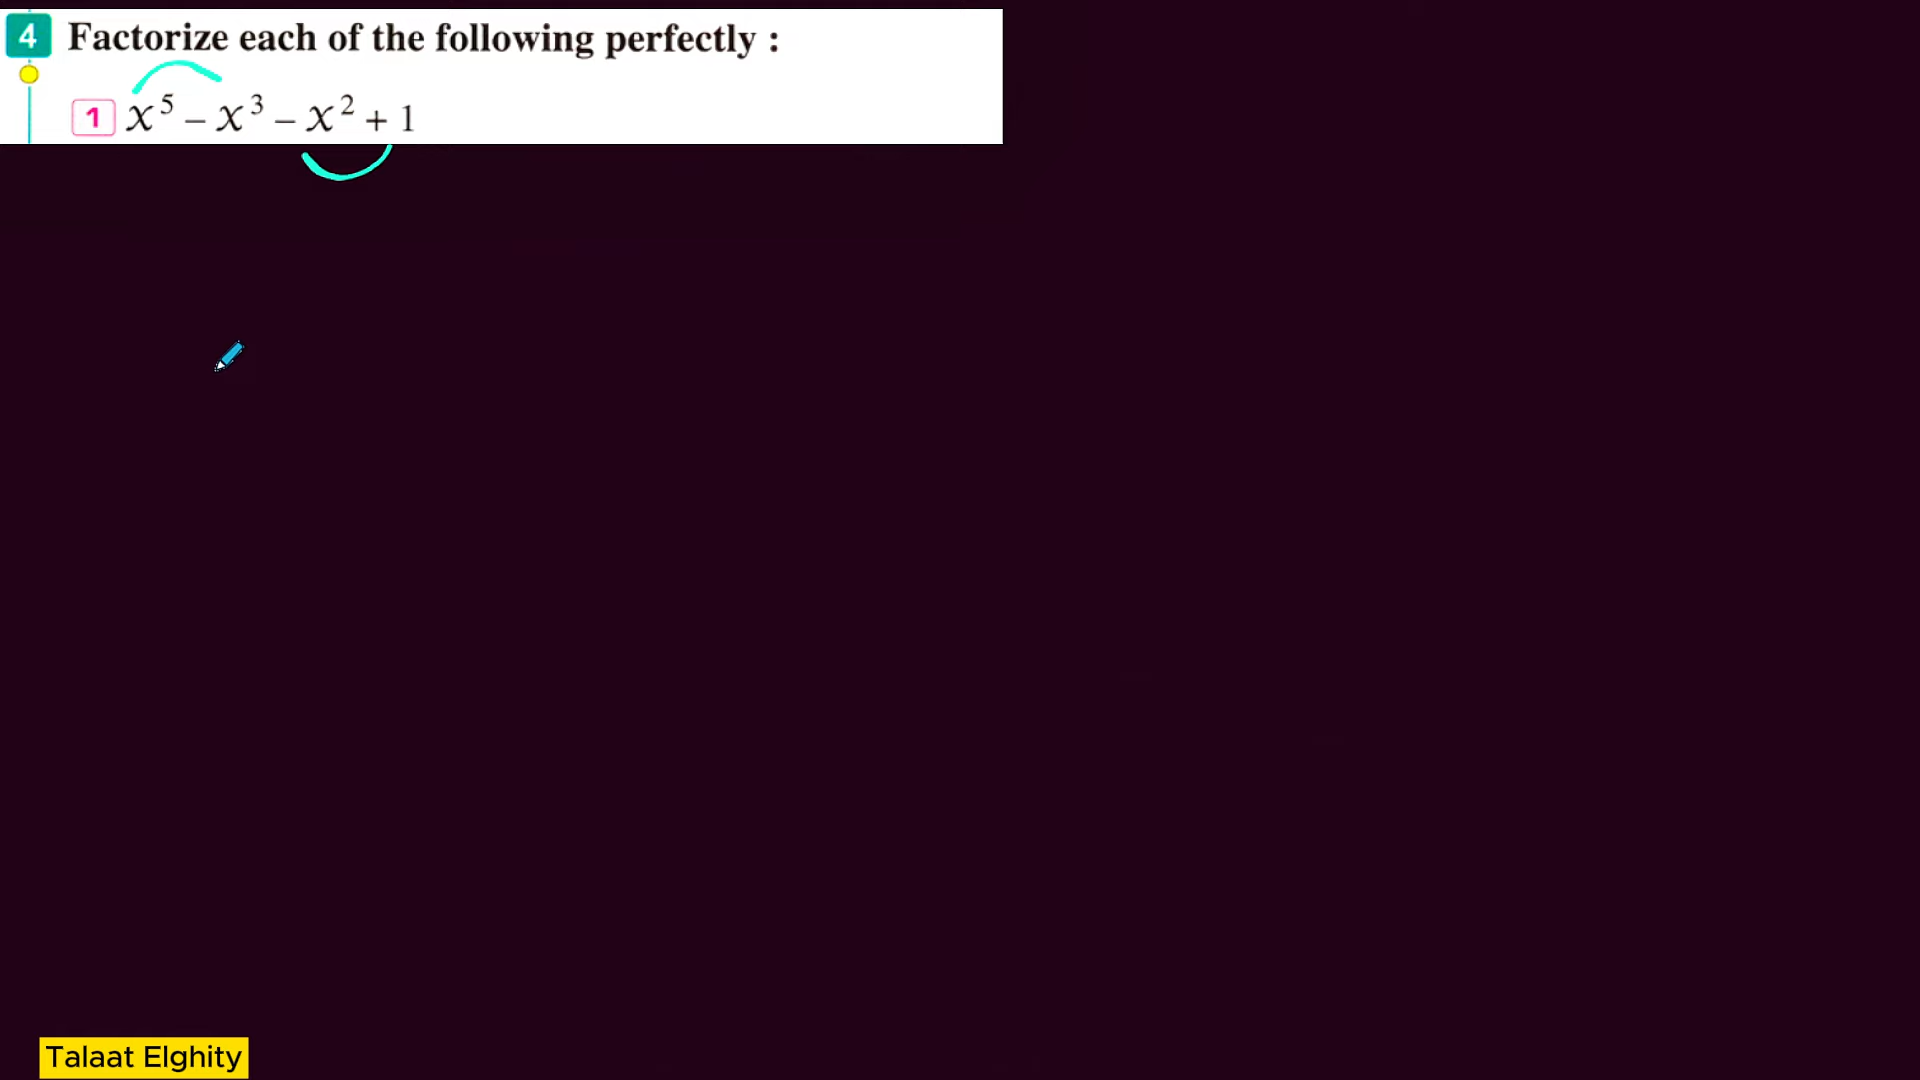 4 Factorize each of the following perfectly :
1 x⁵ – x³ – x² + 1
Talaat Elghity